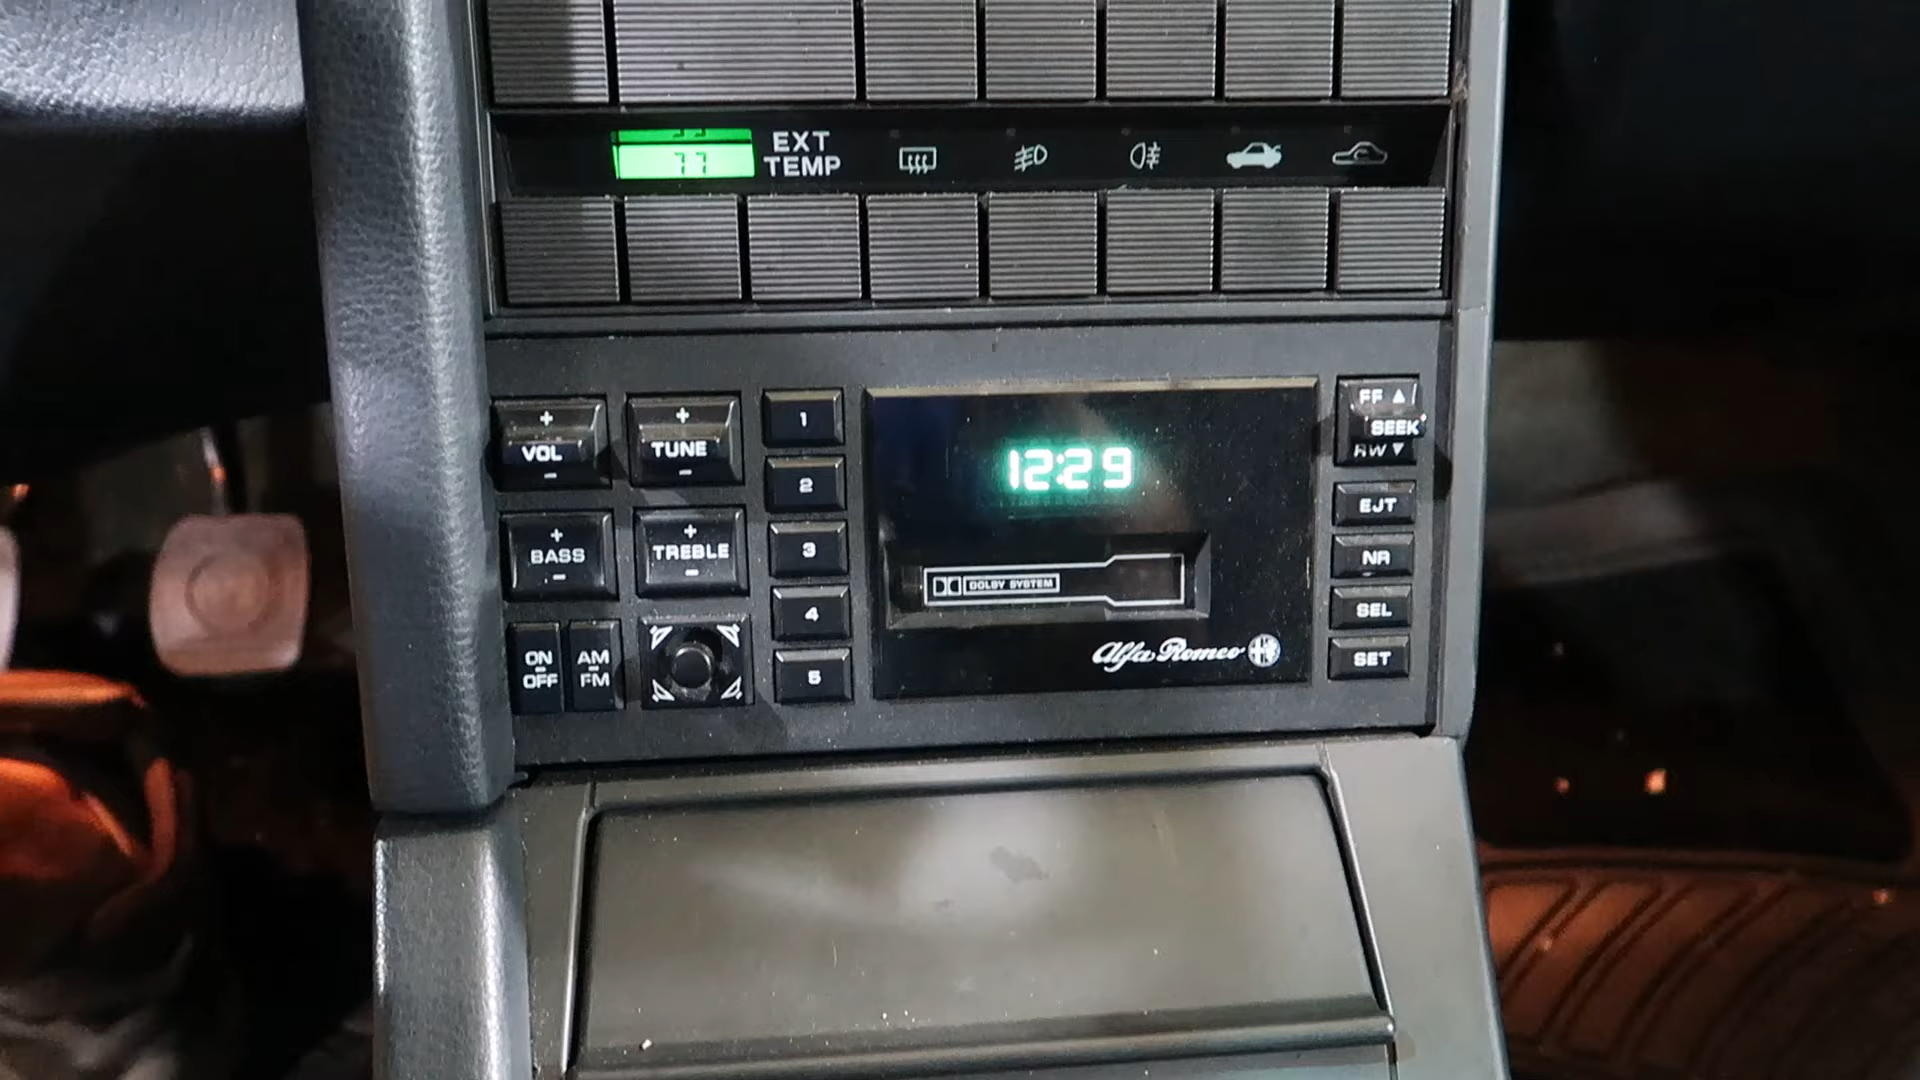 77
EXT
TEMP
+
VOL
-
+
TUNE
-
1
2
3
4
5
+
BASS
-
+
TREBLE
-
ON
-
OFF
AM
-
FM
12:29
DOLBY SYSTEM
Alfa Romeo
FF ▲
SEEK
RW ▼
EJT
NR
SEL
SET